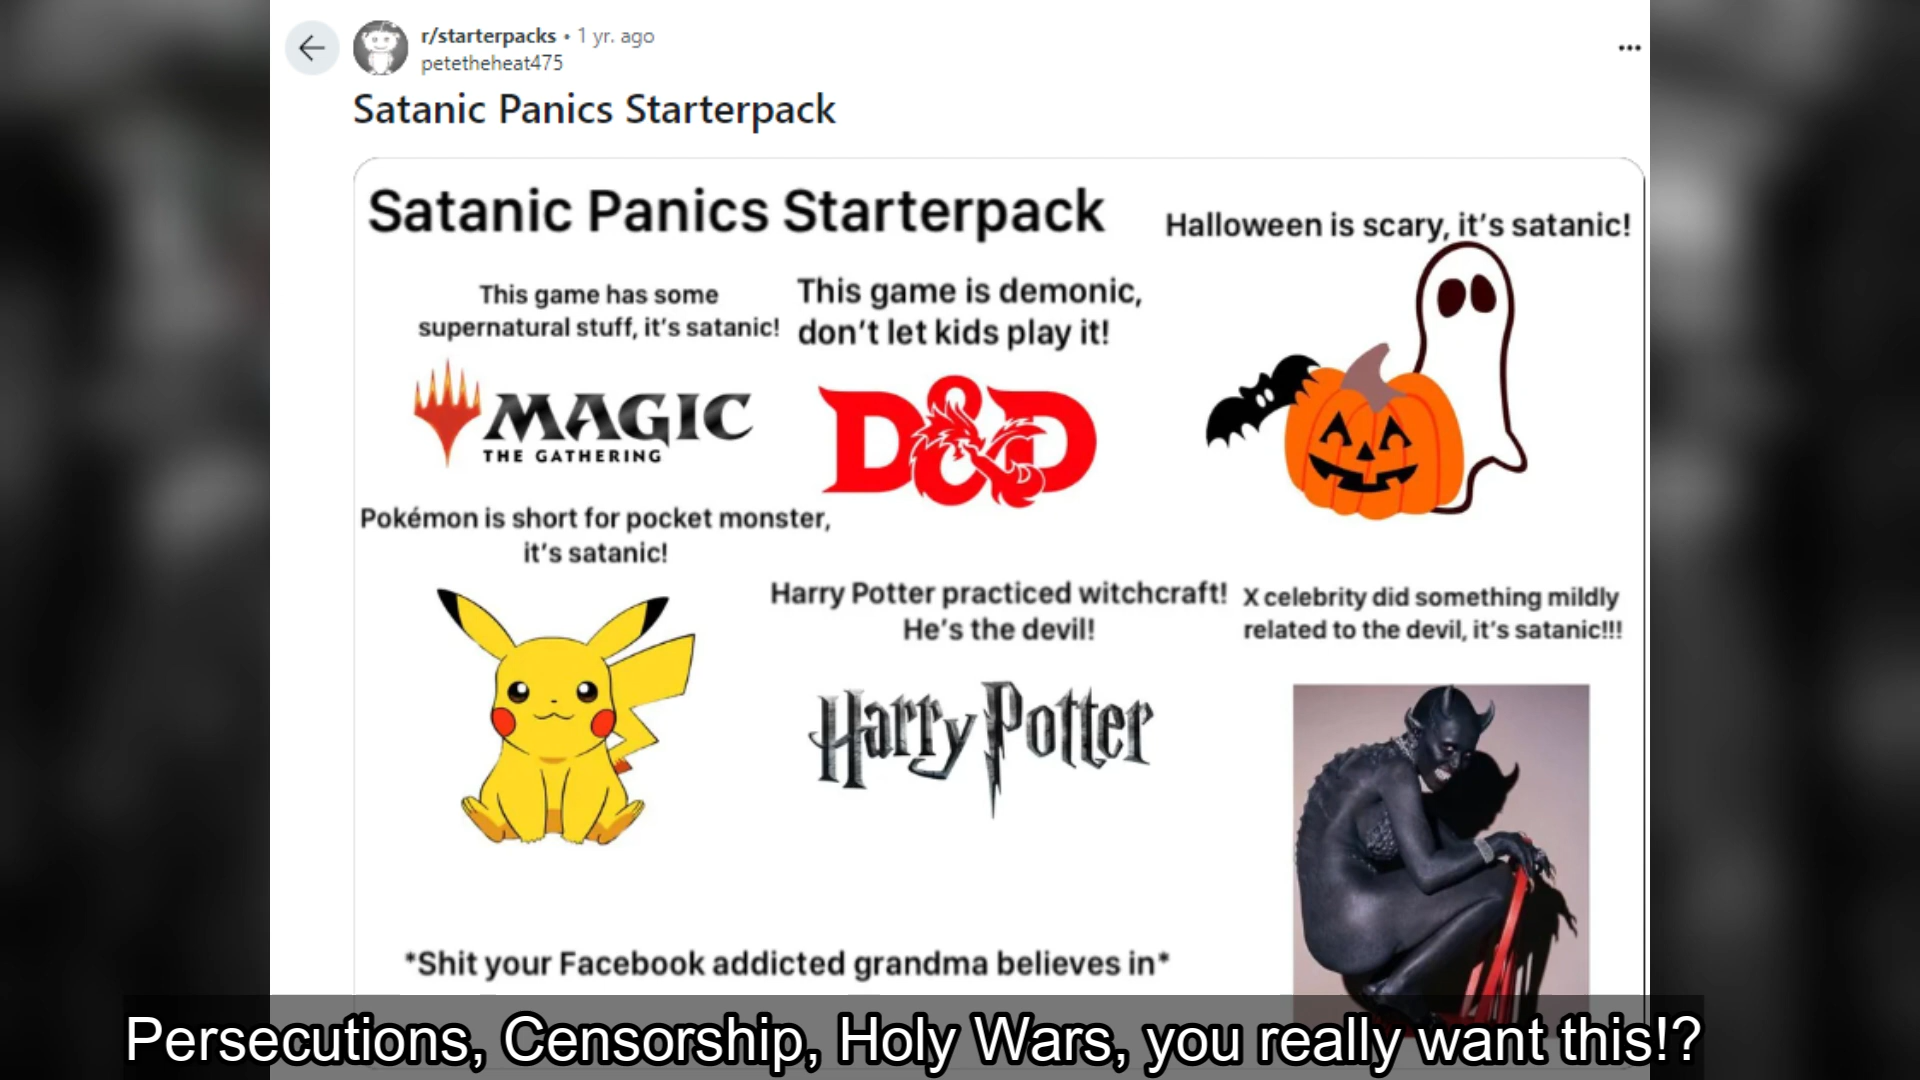 r/starterpacks • 1 yr. ago
petetheheat475
Satanic Panics Starterpack
Satanic Panics Starterpack
Halloween is scary, it's satanic!
This game has some
supernatural stuff, it's satanic!
This game is demonic,
don't let kids play it!
MAGIC
THE GATHERING
D&D
Pokémon is short for pocket monster,
it's satanic!
Harry Potter practiced witchcraft!
He's the devil!
X celebrity did something mildly
related to the devil, it's satanic!!!
Harry Potter
*Shit your Facebook addicted grandma believes in*
Persecutions, Censorship, Holy Wars, you really want this!?